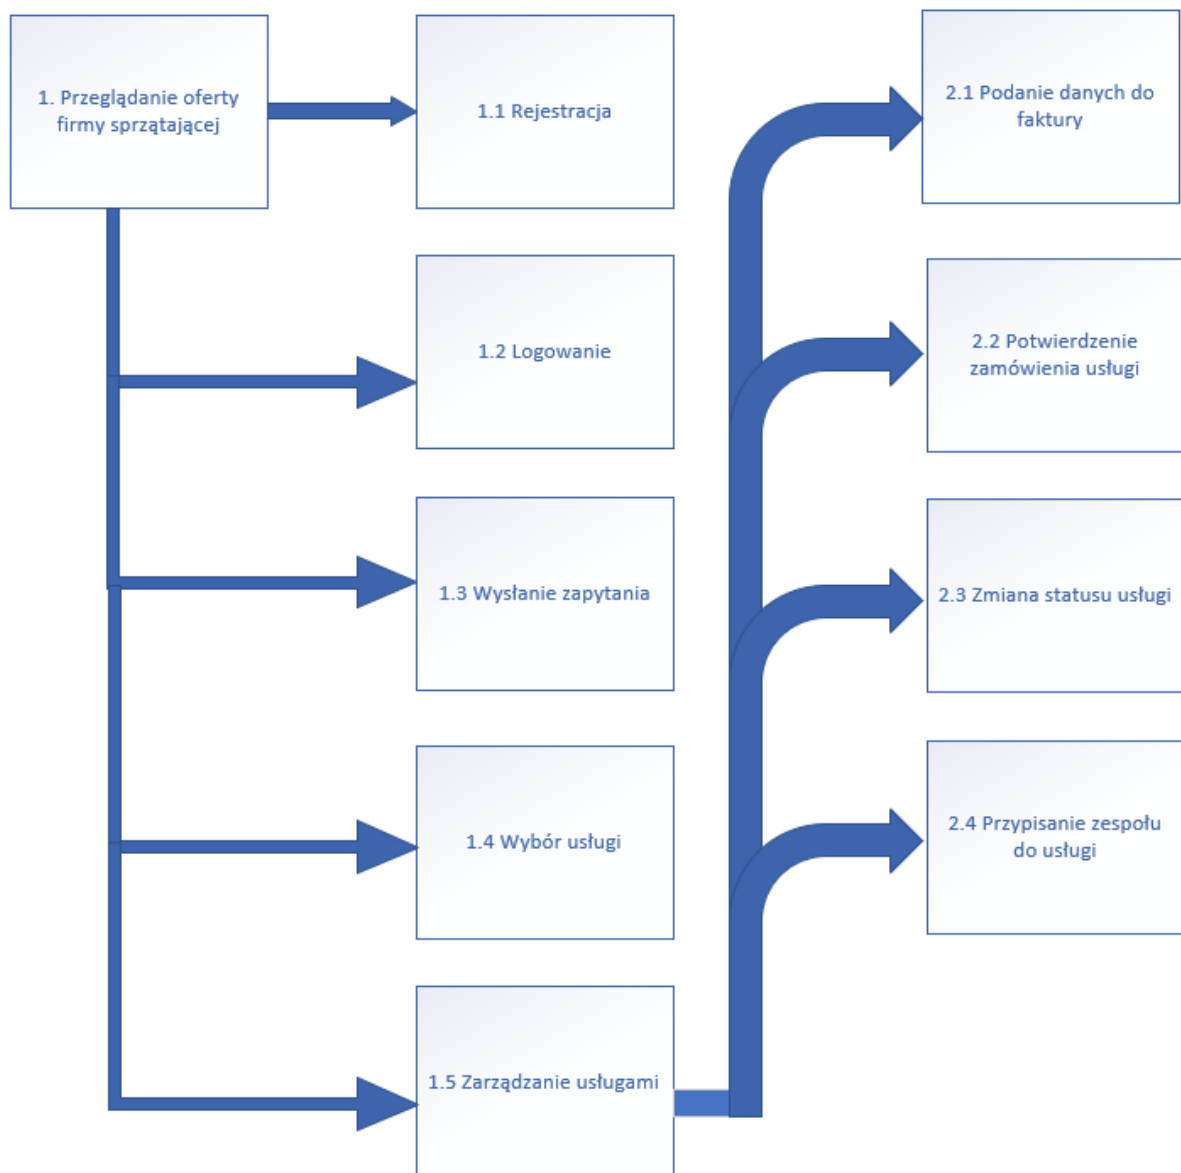 1. Przeglądanie oferty
firmy sprzątającej
1.1 Rejestracja
1.2 Logowanie
1.3 Wysłanie zapytania
1.4 Wybór usługi
1.5 Zarządzanie usługami
2.1 Podanie danych do
faktury
2.2 Potwierdzenie
zamówienia usługi
2.3 Zmiana statusu usługi
2.4 Przypisanie zespołu
do usługi